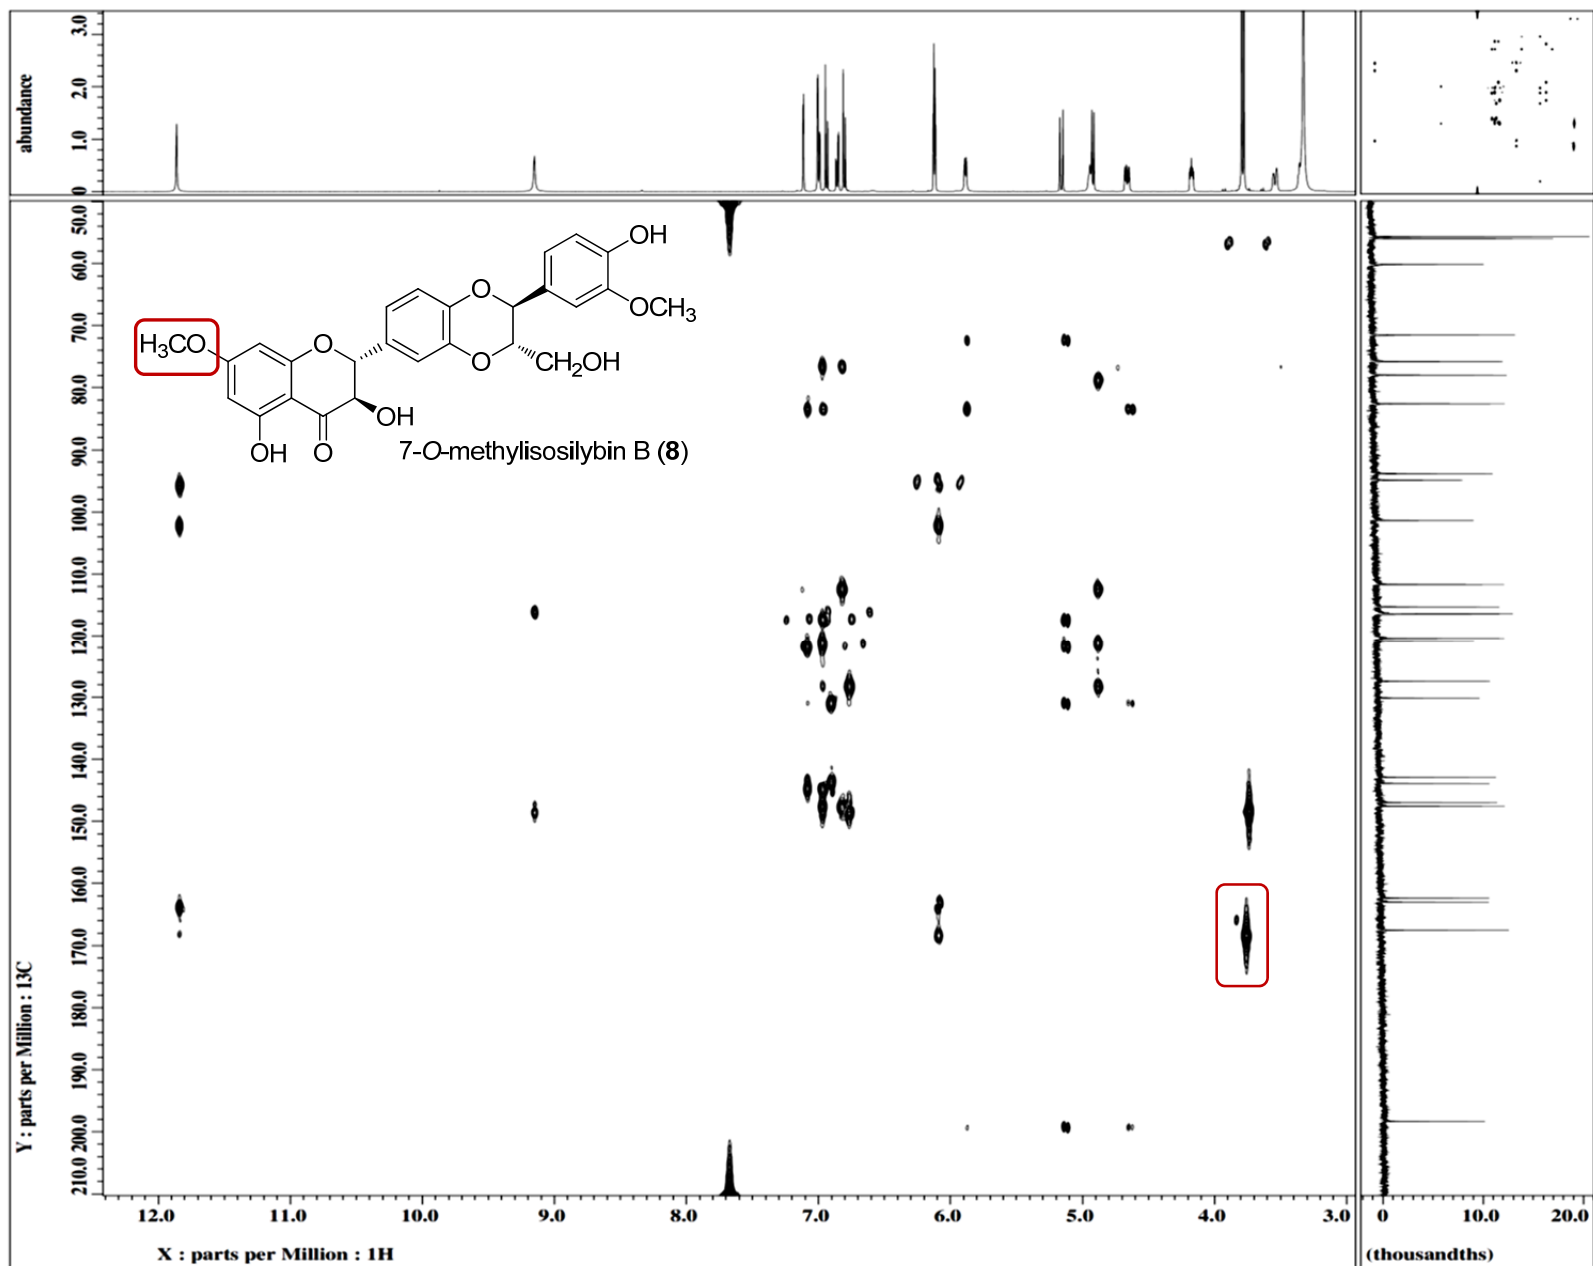 abundance
3.0
2.0
1.0
0
50.0
60.0
70.0
80.0
90.0
100.0
110.0
120.0
130.0
140.0
150.0
160.0
170.0
180.0
190.0
200.0
210.0
Y : parts per Million : 13C
OH
O
OCH3
H3CO
O
O
CH2OH
OH
OH
O
7-O-methylisosilybin B (8)
12.0 11.0 10.0 9.0 8.0 7.0 6.0 5.0 4.0 3.0
X : parts per Million : 1H
0 10.0 20.0
(thousandths)